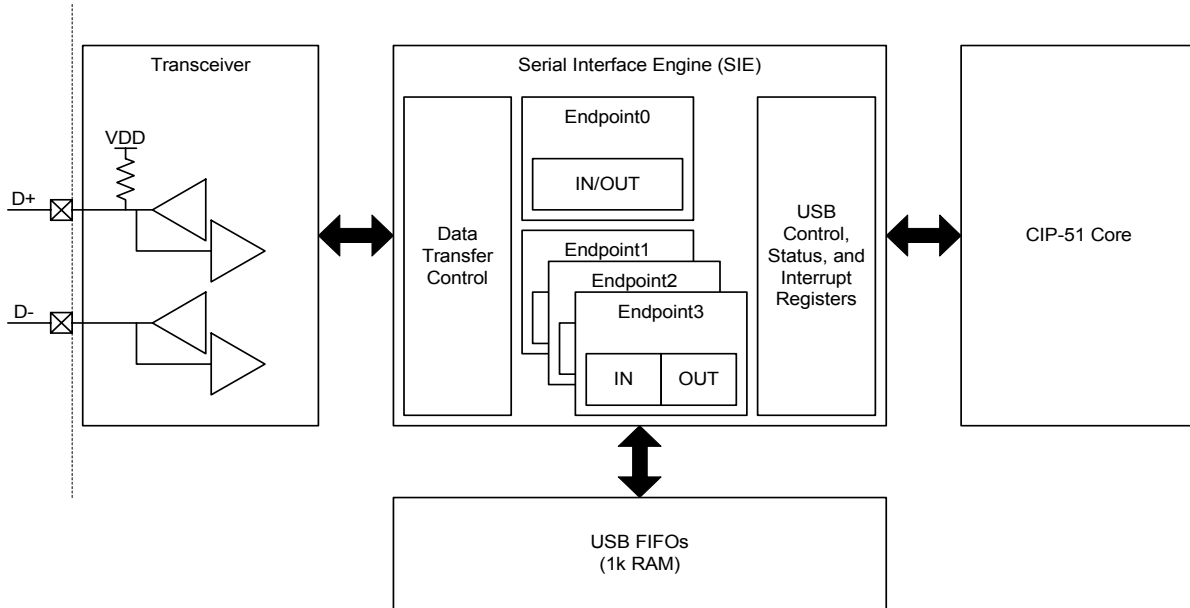 Transceiver
VDD
D+
D-
Serial Interface Engine (SIE)
Data
Transfer
Control
Endpoint0
IN/OUT
Endpoint1
Endpoint2
Endpoint3
IN
OUT
USB
Control,
Status, and
Interrupt
Registers
CIP-51 Core
USB FIFOs
(1k RAM)